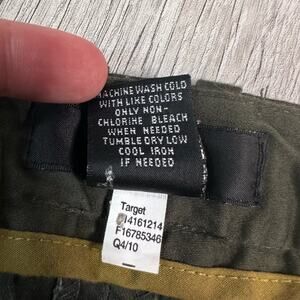 MACHINE WASH COLD
WITH LIKE COLORS
ONLY NON-
CHLORINE BLEACH
WHEN NEEDED
TUMBLE DRY LOW
COOL IRON
IF NEEDED
Target
14161214
F16785346
Q4/10